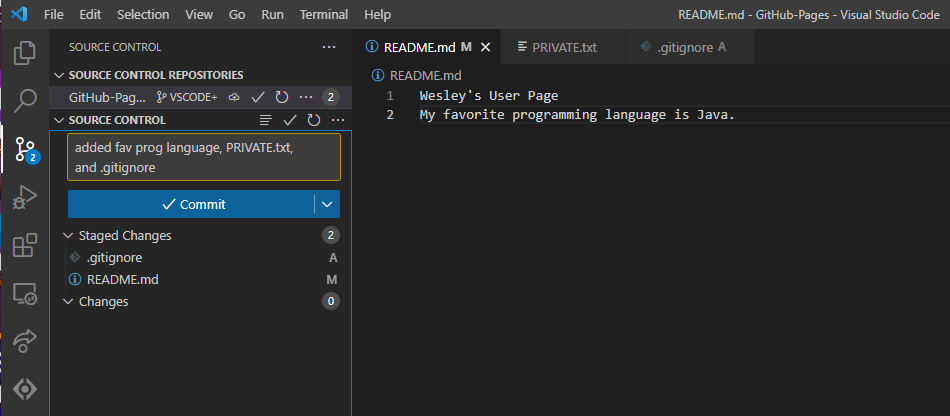 File Edit Selection View Go Run Terminal Help README.md - GitHub-Pages - Visual Studio Code
SOURCE CONTROL ...
README.md M
PRIVATE.txt
.gitignore A
SOURCE CONTROL REPOSITORIES
GitHub-Pag... VSCODE+ ... 2
SOURCE CONTROL ...
added fav prog language, PRIVATE.txt,
and .gitignore
2
Commit
Staged Changes 2
.gitignore A
README.md M
Changes 0
README.md
1 Wesley's User Page
2 My favorite programming language is Java.